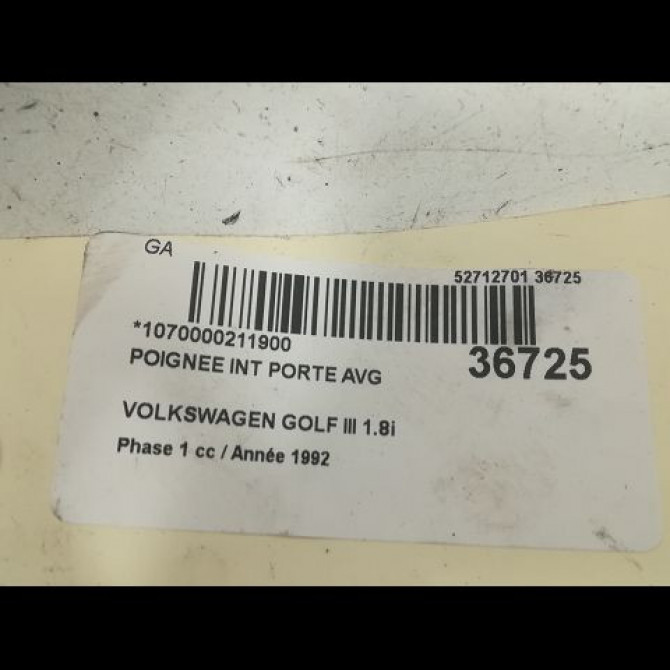 GA
52712701 36725
*1070000211900
36725
POIGNEE INT PORTE AVG
VOLKSWAGEN GOLF III 1.8i
Phase 1 cc / Année 1992